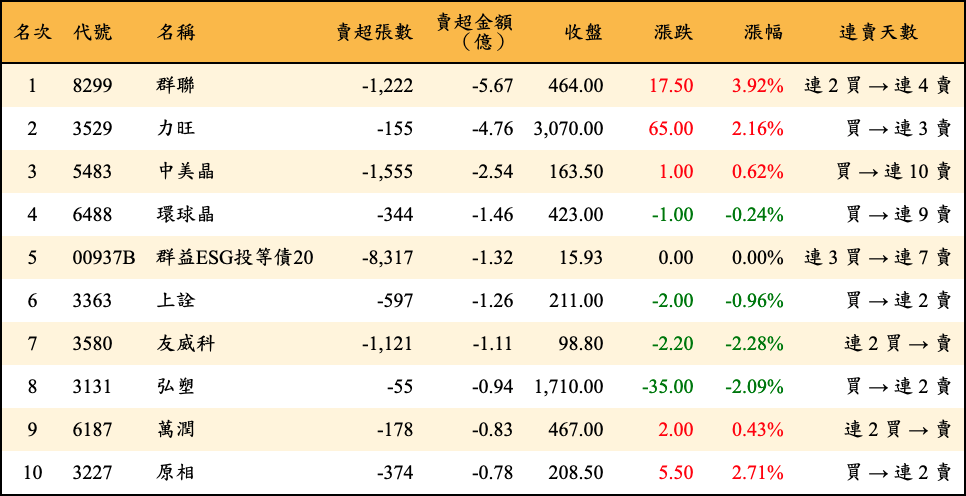 名次 代號 名稱 賣超張數 賣超金額（億） 收盤 漲跌 漲幅 連賣天數
1 8299 群聯 -1,222 -5.67 464.00 17.50 3.92% 連 2 買 → 連 4 賣
2 3529 力旺 -155 -4.76 3,070.00 65.00 2.16% 買 → 連 3 賣
3 5483 中美晶 -1,555 -2.54 163.50 1.00 0.62% 買 → 連 10 賣
4 6488 環球晶 -344 -1.46 423.00 -1.00 -0.24% 買 → 連 9 賣
5 00937B 群益ESG投等債20 -8,317 -1.32 15.93 0.00 0.00% 連 3 買 → 連 7 賣
6 3363 上詮 -597 -1.26 211.00 -2.00 -0.96% 買 → 連 2 賣
7 3580 友威科 -1,121 -1.11 98.80 -2.20 -2.28% 連 2 買 → 賣
8 3131 弘塑 -55 -0.94 1,710.00 -35.00 -2.09% 買 → 連 2 賣
9 6187 萬潤 -178 -0.83 467.00 2.00 0.43% 連 2 買 → 賣
10 3227 原相 -374 -0.78 208.50 5.50 2.71% 買 → 連 2 賣